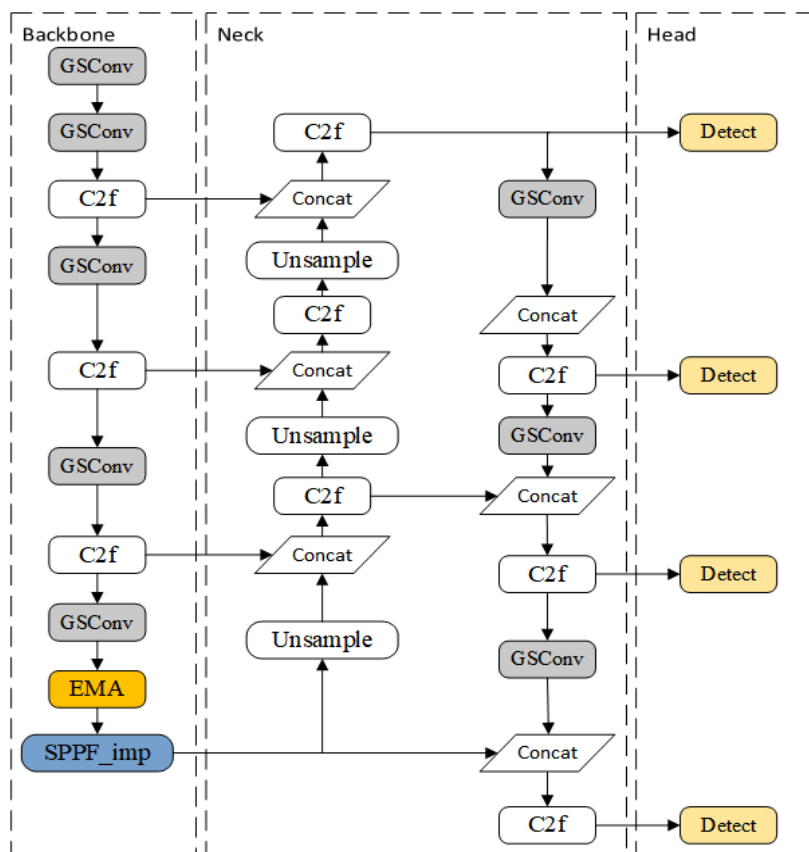 Backbone
GSConv
GSConv
C2f
GSConv
C2f
GSConv
C2f
GSConv
EMA
SPPF_imp
Neck
C2f
Concat
Unsample
C2f
Concat
Unsample
C2f
Concat
Unsample
GSConv
Concat
C2f
GSConv
Concat
C2f
GSConv
Concat
C2f
Head
Detect
Detect
Detect
Detect